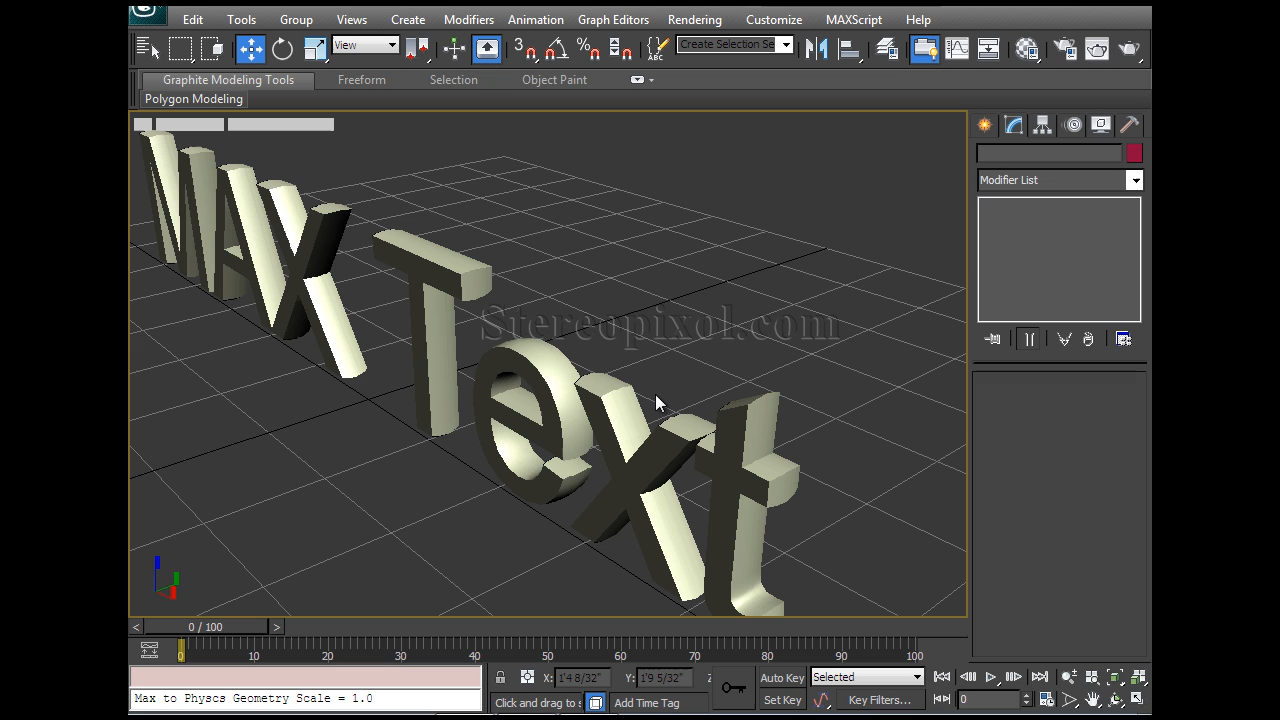 Edit Tools Group Views Create Modifiers Animation Graph Editors Rendering Customize MAXScript Help
View 3 % ABC Create Selection Se
Graphite Modeling Tools Freeform Selection Object Paint
Polygon Modeling
Modifier List
MAX Text
Stereopixol.com
< 0 / 100 >
0 10 20 30 40 50 60 70 80 90 100
X: 1'4 8/32" Y: 1'9 5/32" Auto Key Selected
Max to Physcs Geometry Scale = 1.0
Click and drag to s Add Time Tag Set Key Key Filters... 0